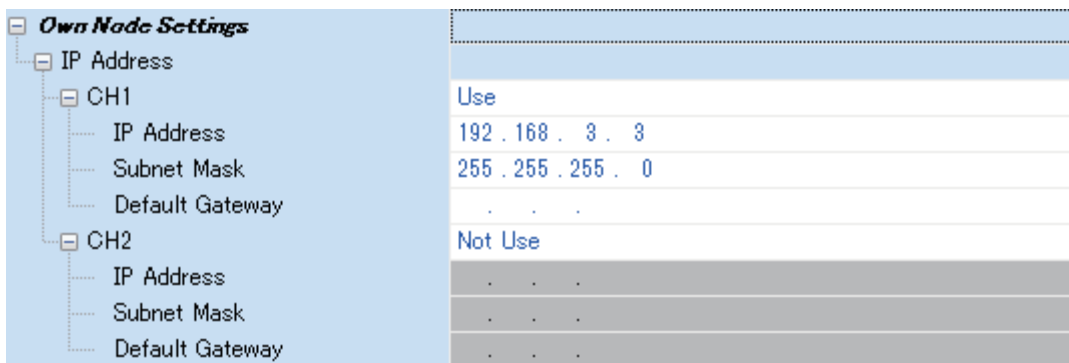 Own Node Settings
IP Address
CH1 Use
IP Address 192 . 168 . 3 . 3
Subnet Mask 255 . 255 . 255 . 0
Default Gateway . . .
CH2 Not Use
IP Address . . .
Subnet Mask . . .
Default Gateway . . .